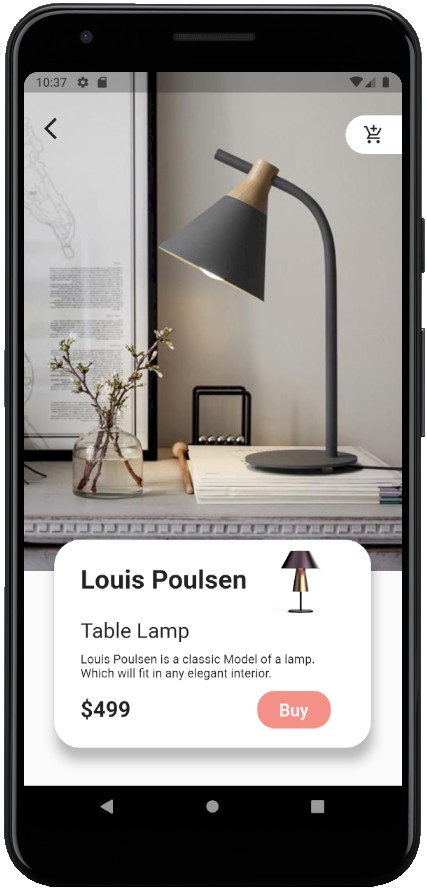 10:37
Louis Poulsen
Table Lamp
Louis Poulsen is a classic Model of a lamp.
Which will fit in any elegant interior.
$499
Buy